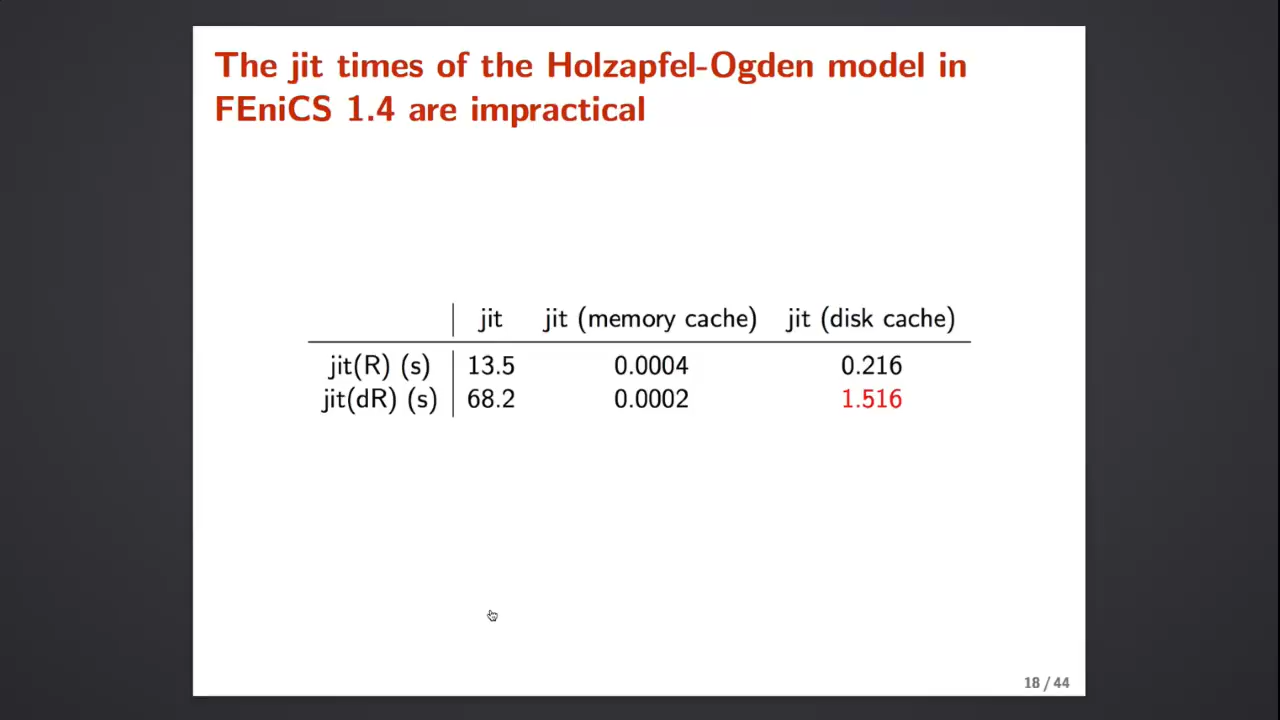 The jit times of the Holzapfel-Ogden model in
FEniCS 1.4 are impractical
jit jit (memory cache) jit (disk cache)
jit(R) (s) 13.5 0.0004 0.216
jit(dR) (s) 68.2 0.0002 1.516
18 / 44